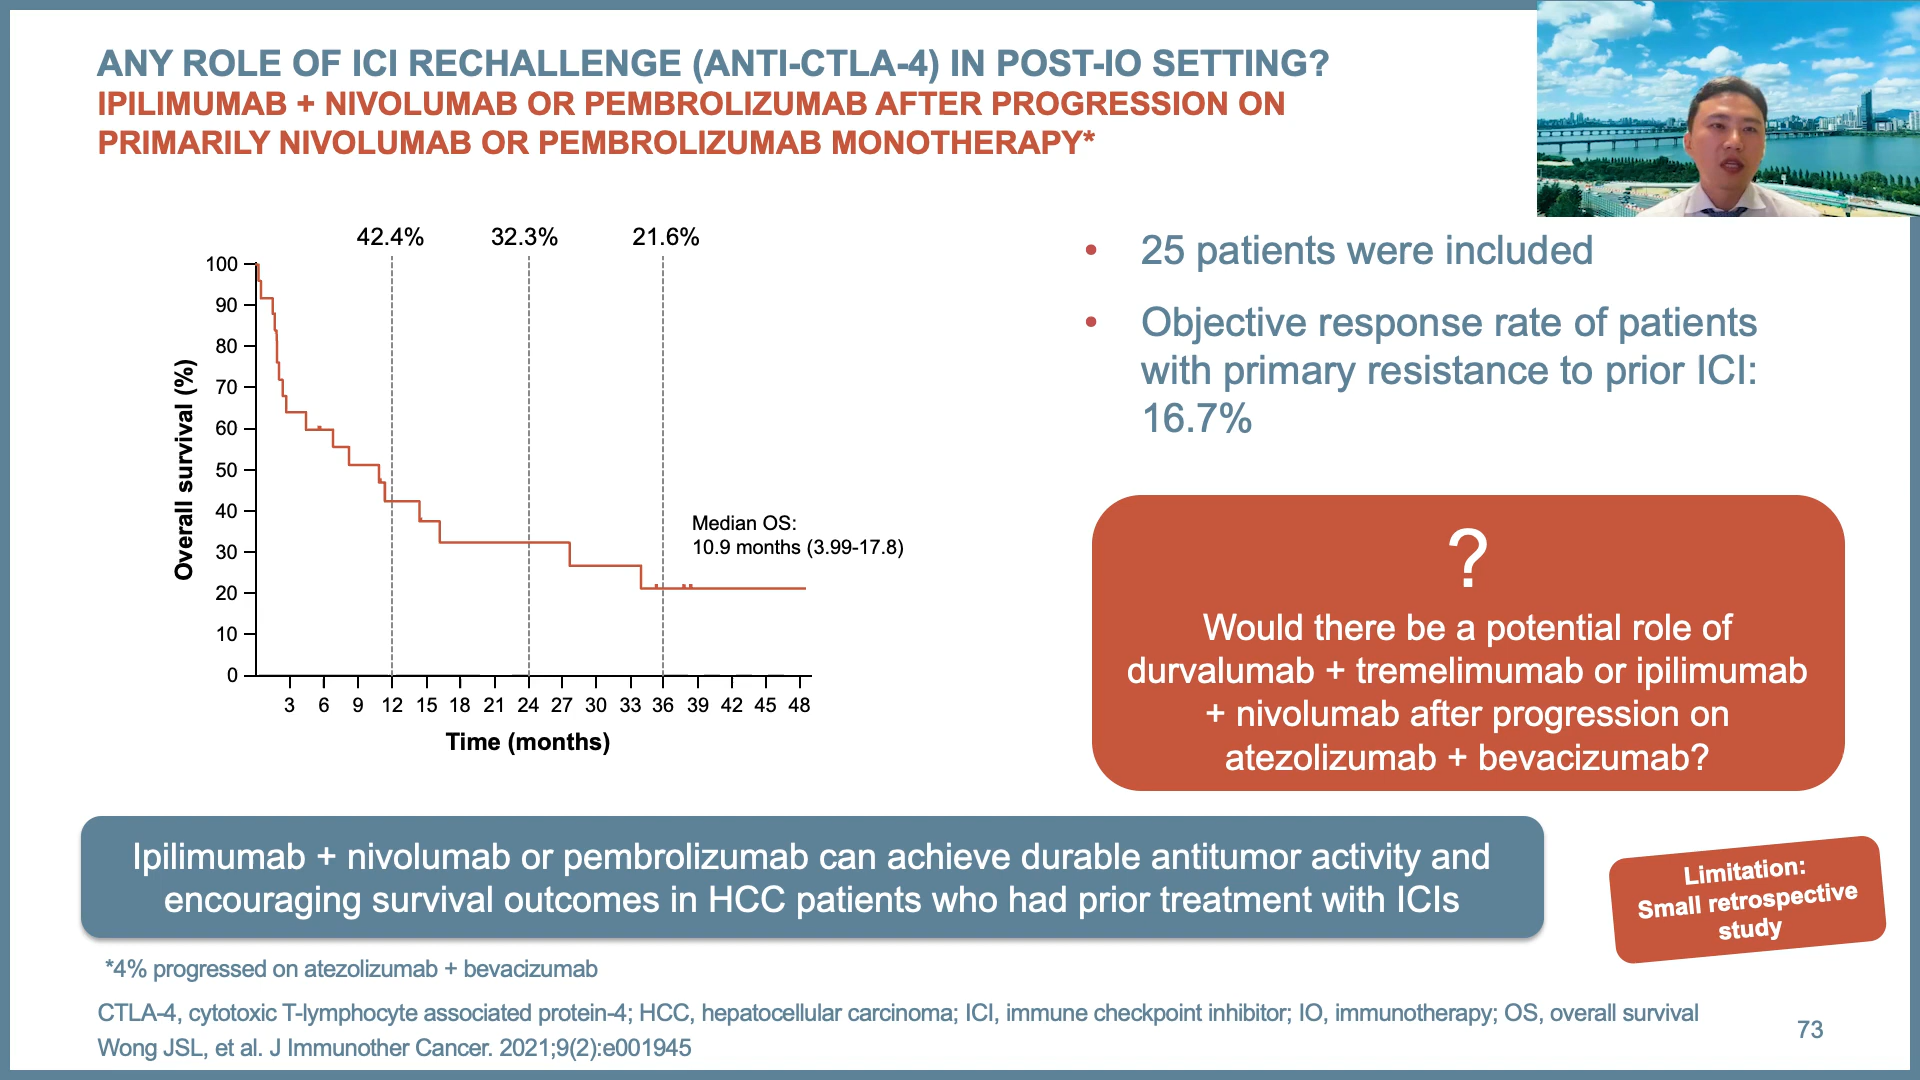 ANY ROLE OF ICI RECHALLENGE (ANTI-CTLA-4) IN POST-IO SETTING?
IPILIMUMAB + NIVOLUMAB OR PEMBROLIZUMAB AFTER PROGRESSION ON
PRIMARILY NIVOLUMAB OR PEMBROLIZUMAB MONOTHERAPY*
42.4% 32.3% 21.6%
100
90
80
70
60
50
40
30
20
10
0
Overall survival (%)
Median OS:
10.9 months (3.99-17.8)
3 6 9 12 15 18 21 24 27 30 33 36 39 42 45 48
Time (months)
• 25 patients were included
• Objective response rate of patients
with primary resistance to prior ICI:
16.7%
?
Would there be a potential role of
durvalumab + tremelimumab or ipilimumab
+ nivolumab after progression on
atezolizumab + bevacizumab?
Ipilimumab + nivolumab or pembrolizumab can achieve durable antitumor activity and
encouraging survival outcomes in HCC patients who had prior treatment with ICIs
Limitation:
Small retrospective
study
*4% progressed on atezolizumab + bevacizumab
CTLA-4, cytotoxic T-lymphocyte associated protein-4; HCC, hepatocellular carcinoma; ICI, immune checkpoint inhibitor; IO, immunotherapy; OS, overall survival
Wong JSL, et al. J Immunother Cancer. 2021;9(2):e001945
73